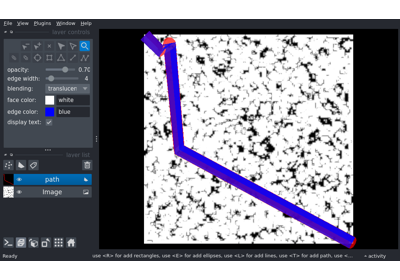 File View Plugins Window Help
layer controls
opacity: 0.70
edge width: 4
blending: translucen
face color: white
edge color: blue
display text:
layer list
path
Image
Ready
use <R> for add rectangles, use <E> for add ellipses, use <L> for add lines, use <T> for add path, use <...
activity